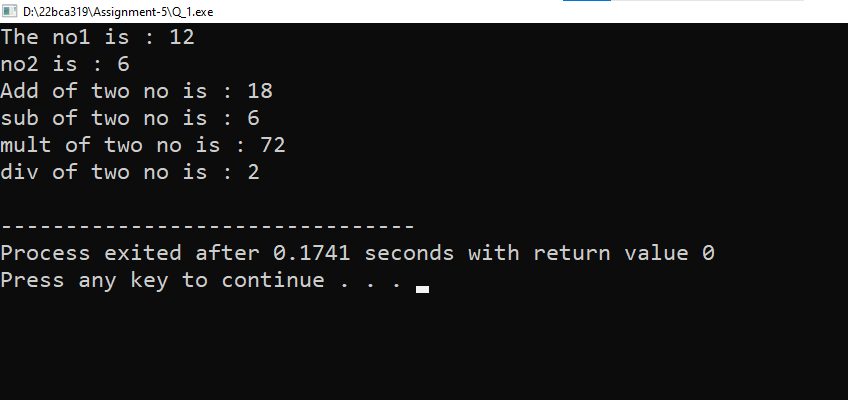 D:\22bca319\Assignment-5\Q_1.exe
The no1 is : 12
no2 is : 6
Add of two no is : 18
sub of two no is : 6
mult of two no is : 72
div of two no is : 2
--------------------------------
Process exited after 0.1741 seconds with return value 0
Press any key to continue . . .